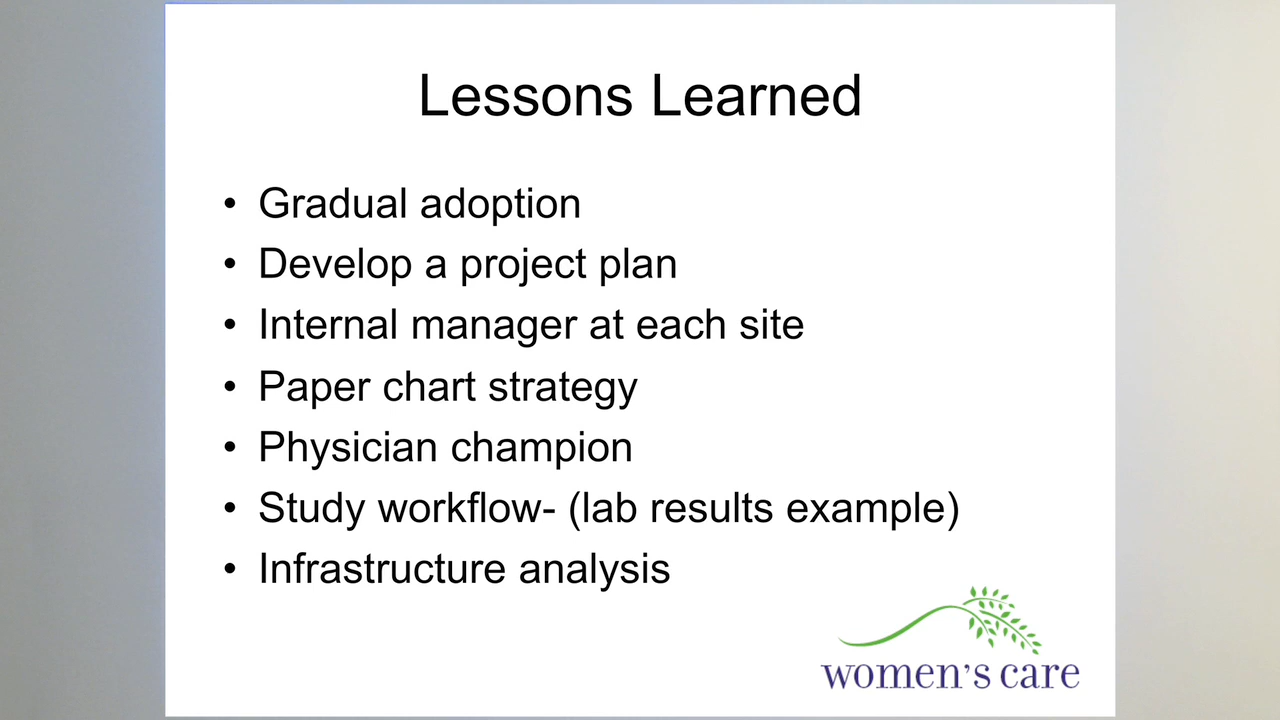 Lessons Learned
• Gradual adoption
• Develop a project plan
• Internal manager at each site
• Paper chart strategy
• Physician champion
• Study workflow- (lab results example)
• Infrastructure analysis
women's care